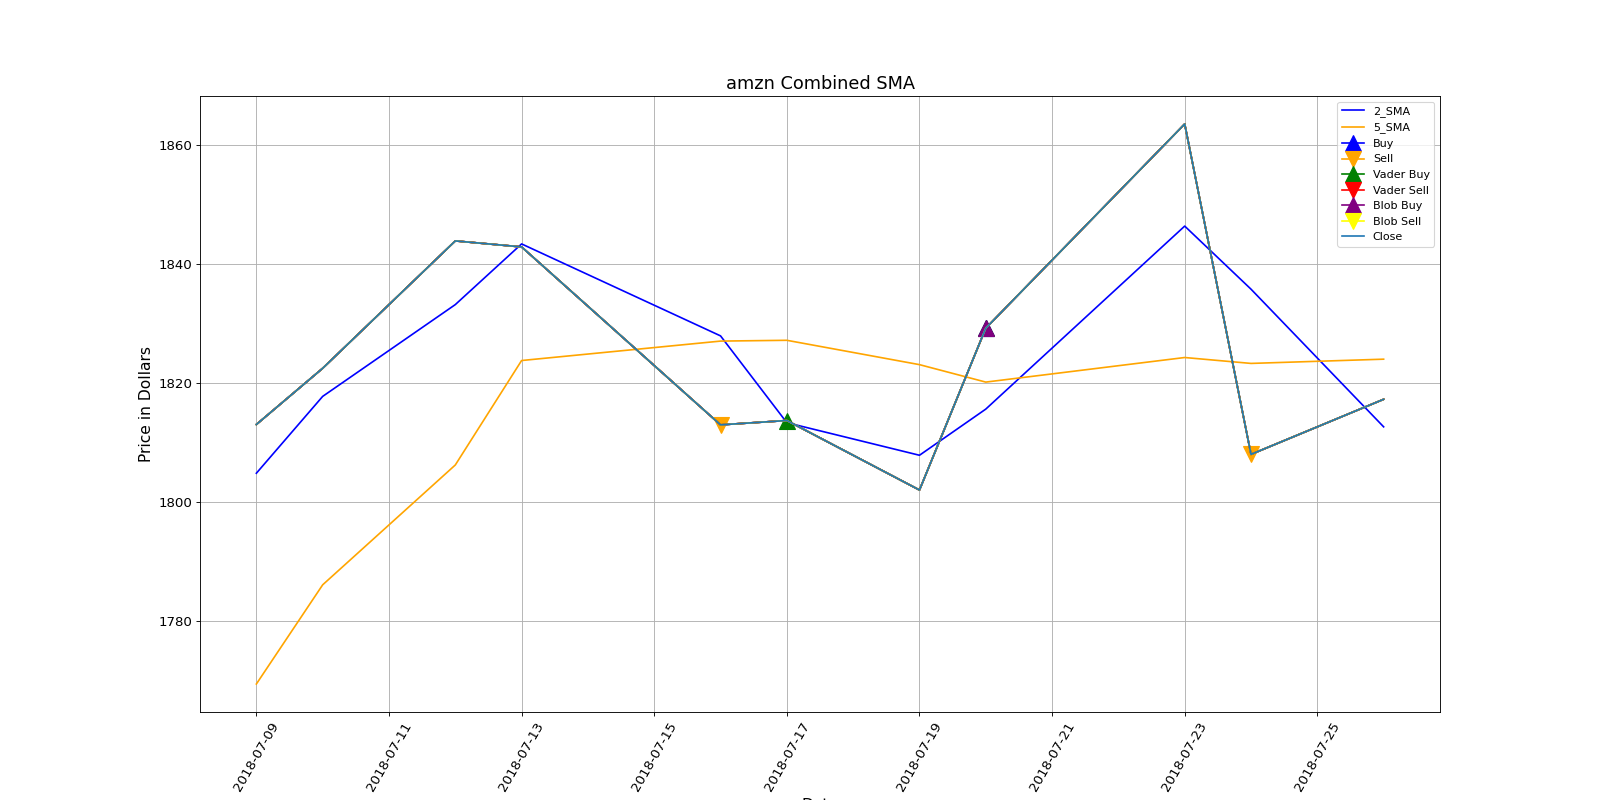 amzn Combined SMA
Price in Dollars
1860
1840
1820
1800
1780
2_SMA
5_SMA
Buy
Sell
Vader Buy
Vader Sell
Blob Buy
Blob Sell
Close
2018-07-09
2018-07-11
2018-07-13
2018-07-15
2018-07-17
2018-07-19
2018-07-21
2018-07-23
2018-07-25